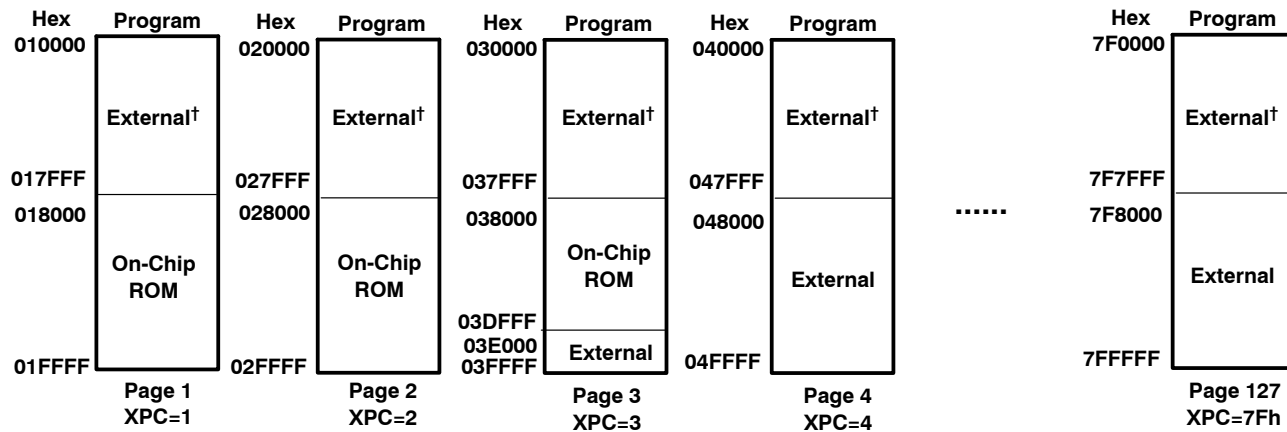 Hex Program
010000
External†
017FFF
018000
On-Chip
ROM
01FFFF
Page 1
XPC=1
Hex Program
020000
External†
027FFF
028000
On-Chip
ROM
02FFFF
Page 2
XPC=2
Hex Program
030000
External†
037FFF
038000
On-Chip
ROM
03DFFF
03E000
External
03FFFF
Page 3
XPC=3
Hex Program
040000
External†
047FFF
048000
External
04FFFF
Page 4
XPC=4
......
Hex Program
7F0000
External†
7F7FFF
7F8000
External
7FFFFF
Page 127
XPC=7Fh